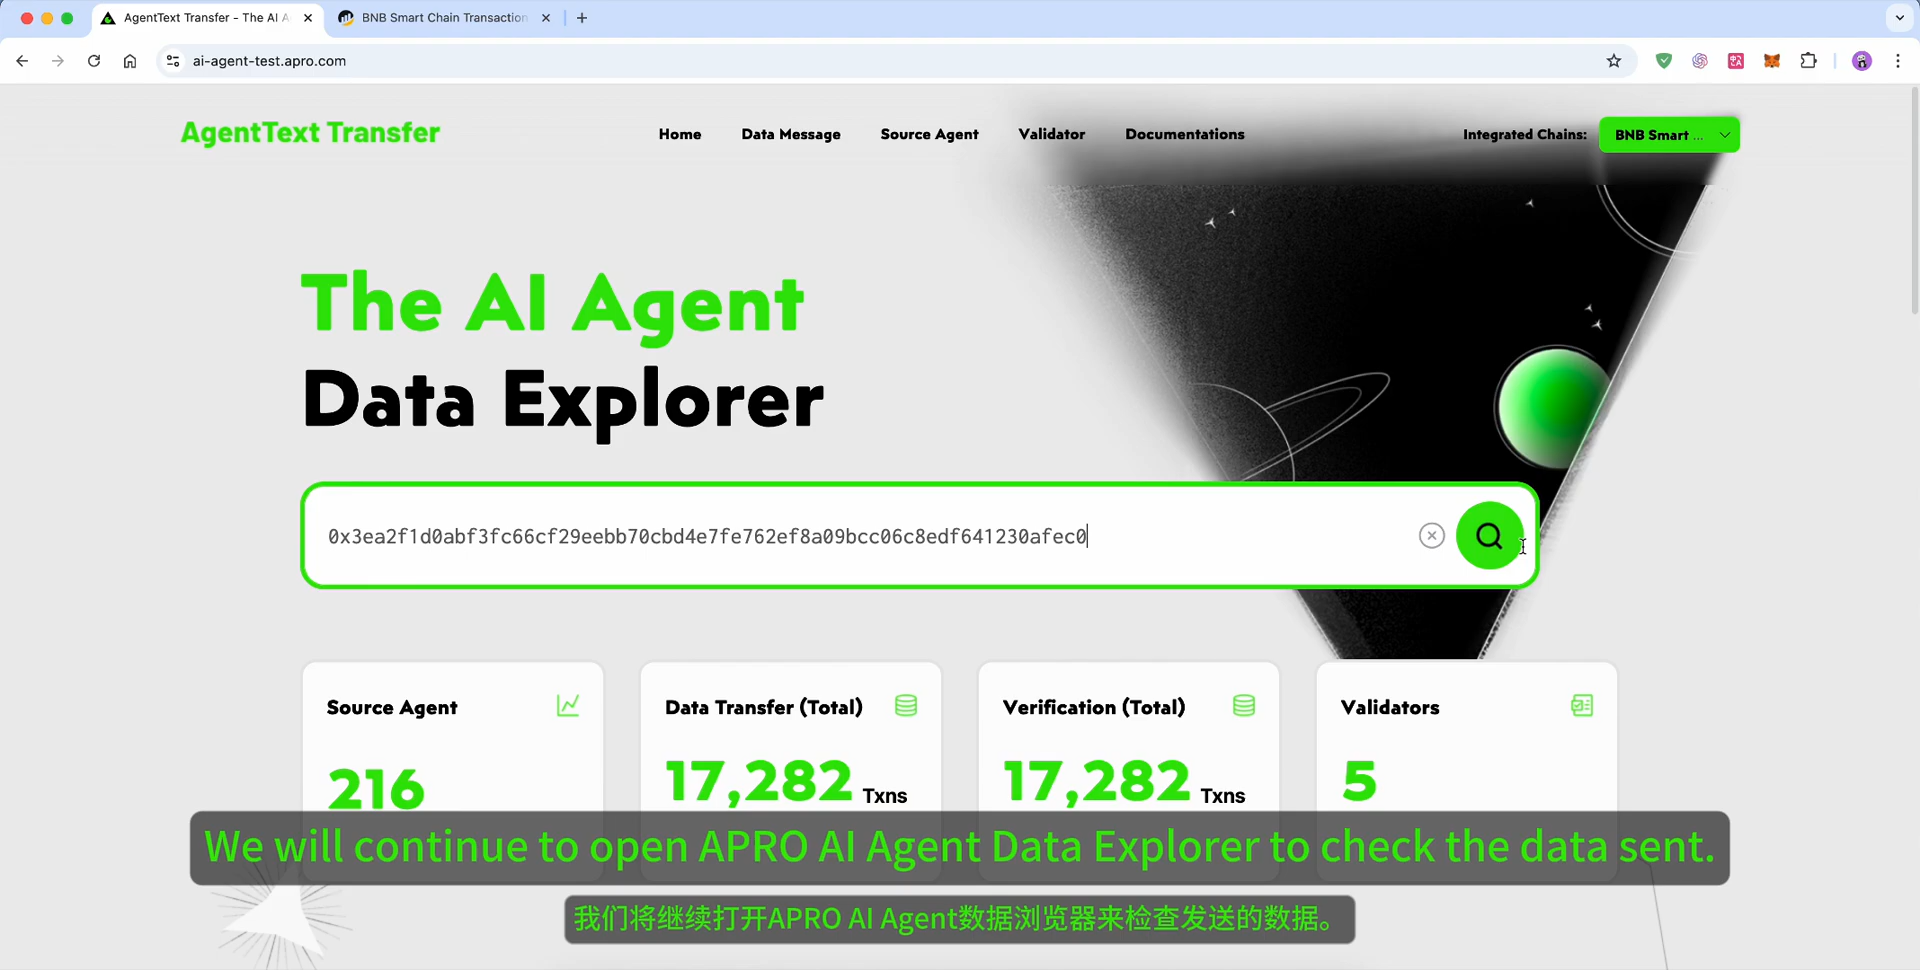 AgentText Transfer - The AI A
BNB Smart Chain Transaction
ai-agent-test.apro.com
AgentText Transfer
Home
Data Message
Source Agent
Validator
Documentations
Integrated Chains:
BNB Smart ...
The AI Agent
Data Explorer
0x3ea2f1d0abf3fc66cf29eebb70cbd4e7fe762ef8a09bcc06c8edf641230afec0
Source Agent
216
Data Transfer (Total)
17,282 Txns
Verification (Total)
17,282 Txns
Validators
5
We will continue to open APRO AI Agent Data Explorer to check the data sent.
我们将继续打开APRO AI Agent数据浏览器来检查发送的数据。